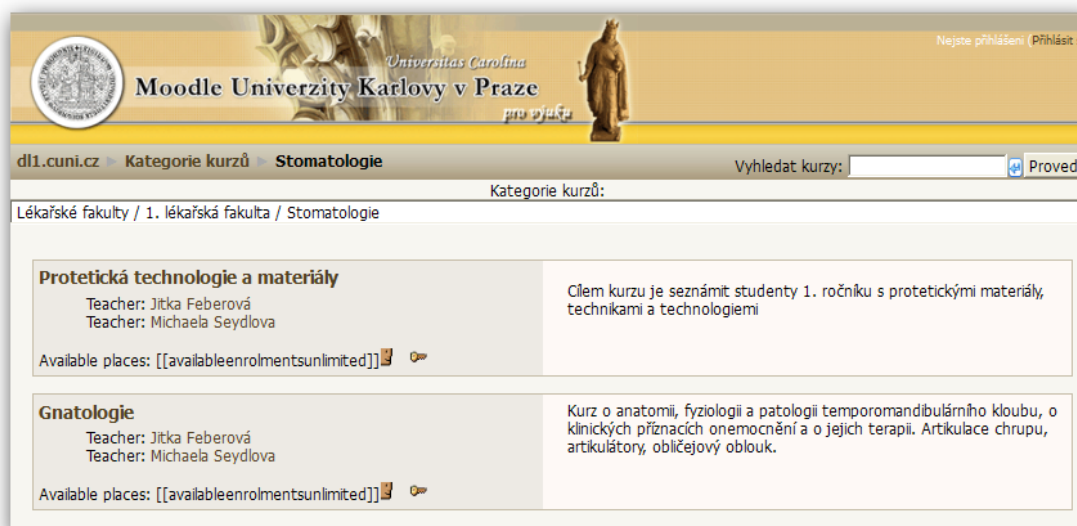 Nejste přihlášeni (Přihlásit
Universitas Carolina
Moodle Univerzity Karlovy v Praze
pro výuku
dl1.cuni.cz ► Kategorie kurzů ► Stomatologie
Vyhledat kurzy:
Proved
Kategorie kurzů:
Lékařské fakulty / 1. lékařská fakulta / Stomatologie
Protetická technologie a materiály
Teacher: Jitka Feberová
Teacher: Michaela Seydlova
Available places: [[availableenrolmentsunlimited]]
Cílem kurzu je seznámit studenty 1. ročníku s protetickými materiály,
technikami a technologiemi
Gnatologie
Teacher: Jitka Feberová
Teacher: Michaela Seydlova
Available places: [[availableenrolmentsunlimited]]
Kurz o anatomii, fyziologii a patologii temporomandibulárního kloubu, o
klinických příznacích onemocnění a o jejich terapii. Artikulace chrupu,
artikulátory, obličejový oblouk.